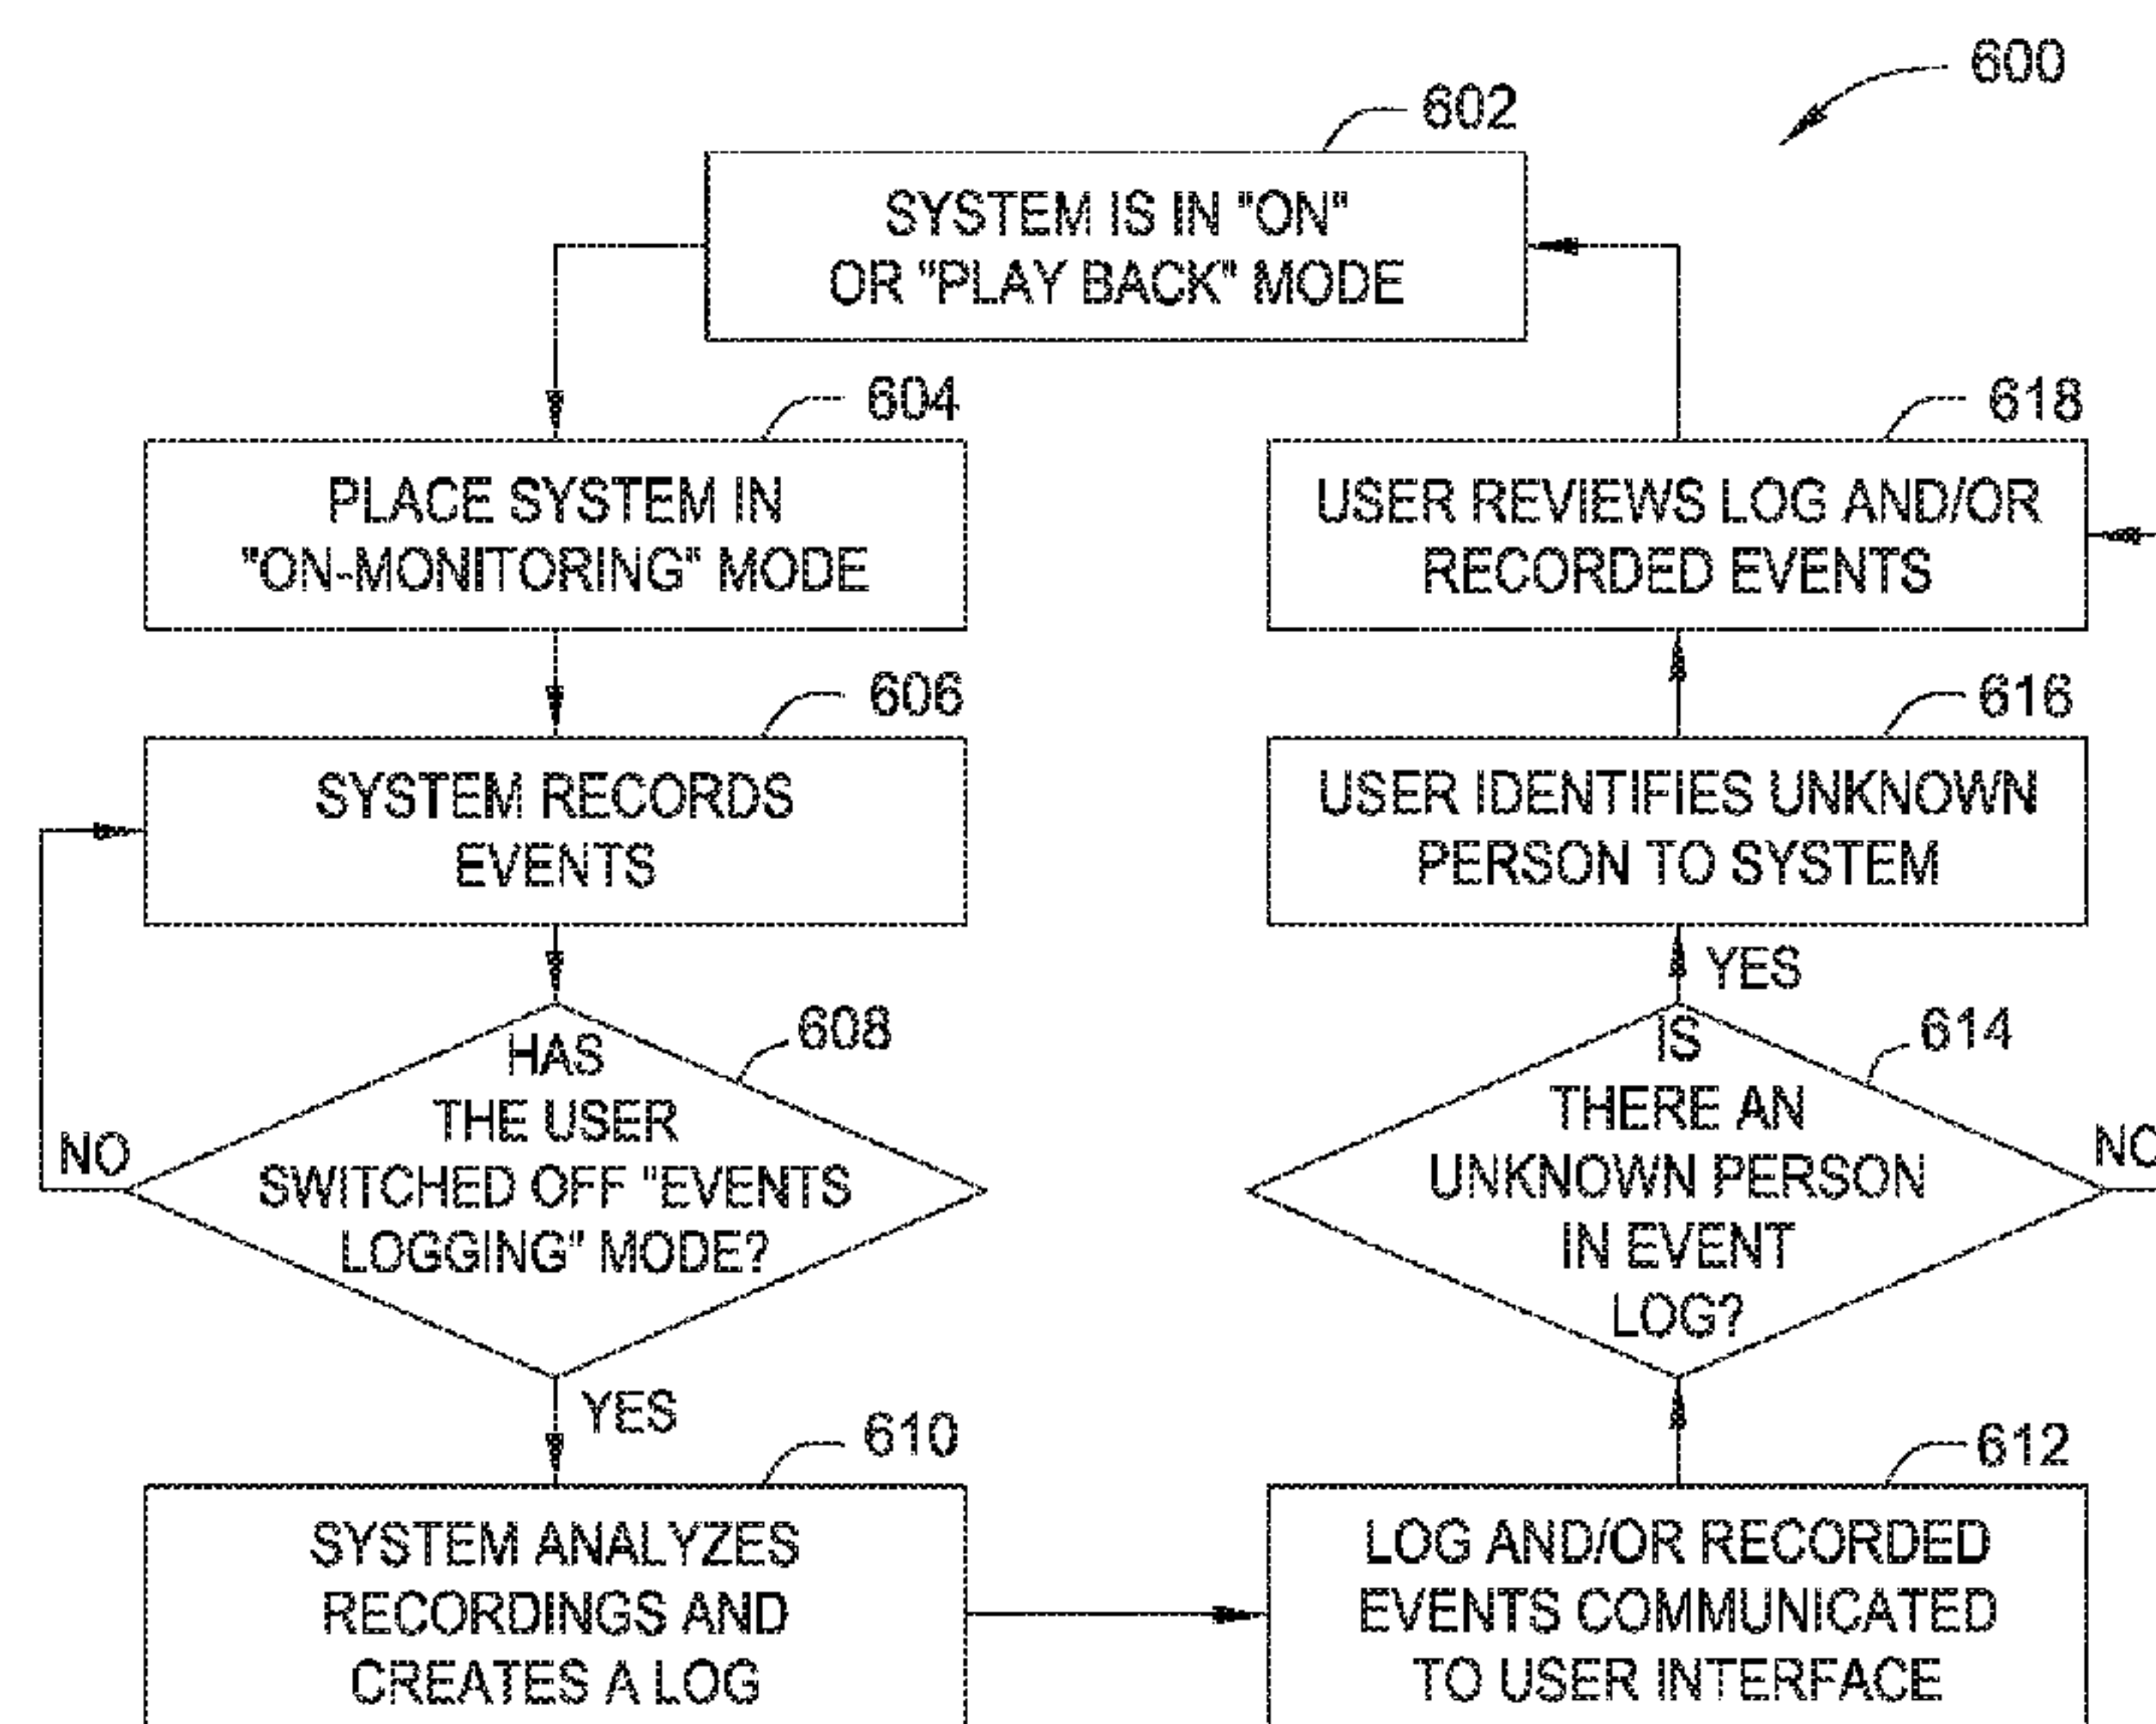 600
602
SYSTEM IS IN "ON"
OR "PLAY BACK" MODE
604
PLACE SYSTEM IN
"ON-MONITORING" MODE
606
SYSTEM RECORDS
EVENTS
608
HAS
THE USER
SWITCHED OFF "EVENTS
LOGGING" MODE?
NO
YES
610
SYSTEM ANALYZES
RECORDINGS AND
CREATES A LOG
612
LOG AND/OR RECORDED
EVENTS COMMUNICATED
TO USER INTERFACE
614
IS
THERE AN
UNKNOWN PERSON
IN EVENT
LOG?
NO
YES
616
USER IDENTIFIES UNKNOWN
PERSON TO SYSTEM
618
USER REVIEWS LOG AND/OR
RECORDED EVENTS